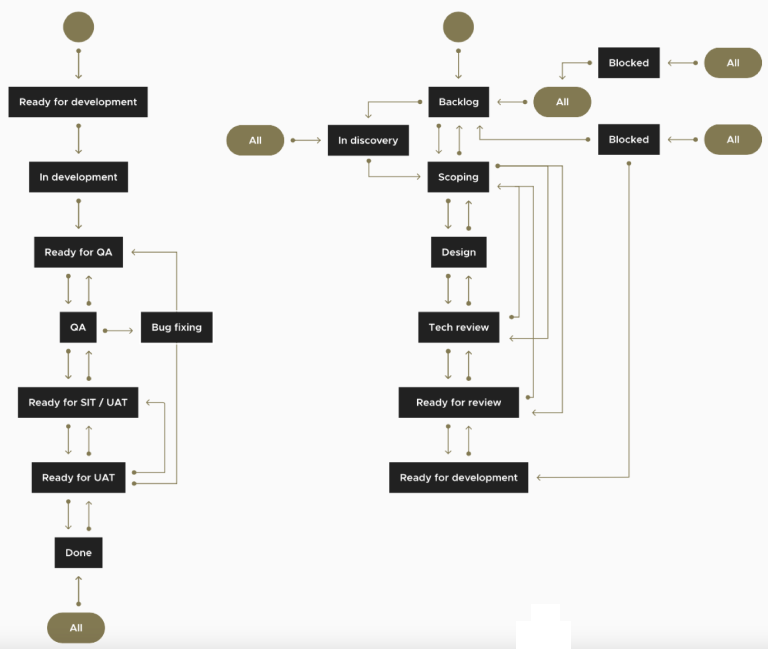 Ready for development
In development
Ready for QA
QA
Bug fixing
Ready for SIT / UAT
Ready for UAT
Done
All
Blocked
All
Backlog
All
All
In discovery
Blocked
All
Scoping
Design
Tech review
Ready for review
Ready for development